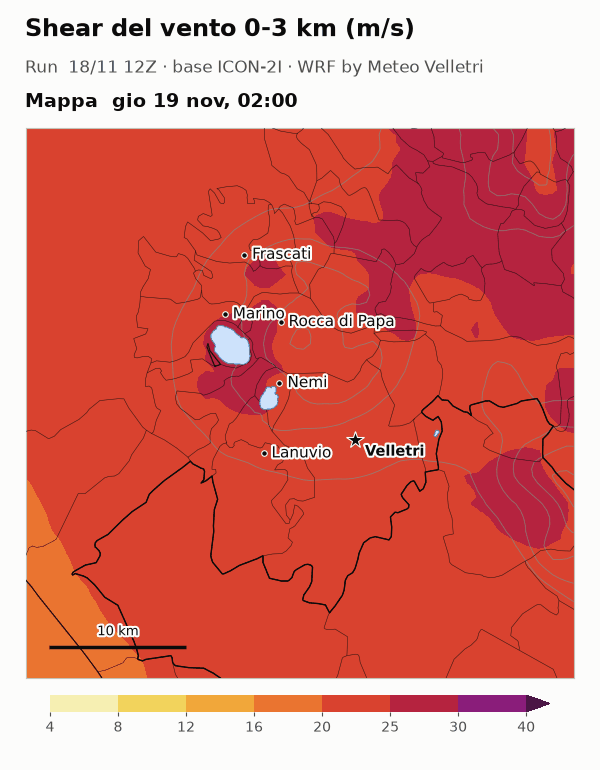 Shear del vento 0-3 km (m/s)
Run  18/11 12Z · base ICON-2I · WRF by Meteo Velletri
Mappa  gio 19 nov, 02:00
Frascati
Marino
Rocca di Papa
Nemi
Velletri
Lanuvio
10 km
4 8 12 16 20 25 30 40